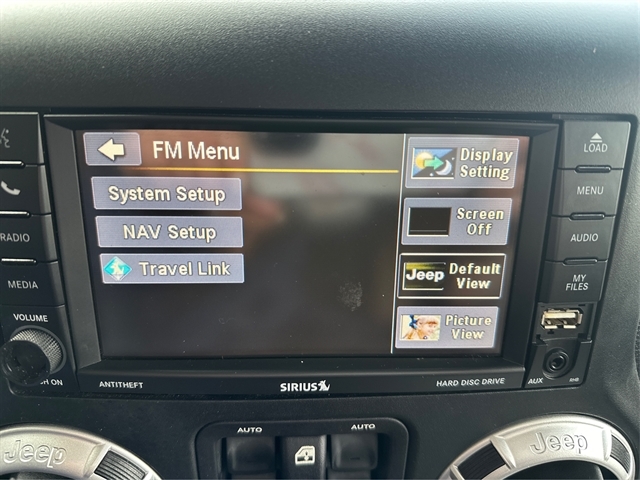 FM Menu
System Setup
NAV Setup
Travel Link
Display
Setting
Screen
Off
Jeep
Default
View
Picture
View
RADIO
MEDIA
VOLUME
LOAD
MENU
AUDIO
MY
FILES
AUX
ANTITHEFT
SIRIUS
HARD DISC DRIVE
AUTO
AUTO
Jeep
Jeep